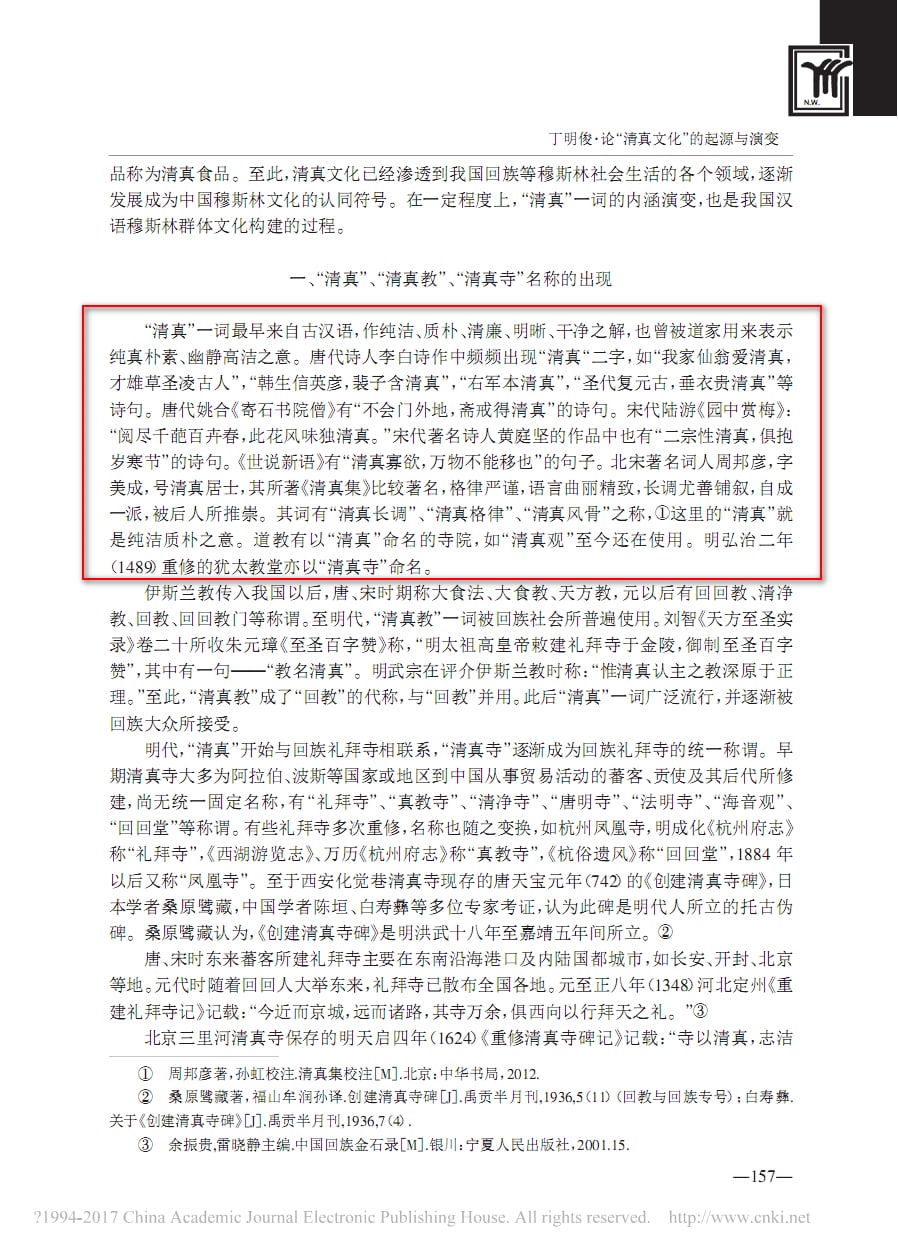 N.W.
丁明俊·论“清真文化”的起源与演变
品称为清真食品。至此,清真文化已经渗透到我国回族等穆斯林社会生活的各个领域,逐渐
发展成为中国穆斯林文化的认同符号。在一定程度上,“清真”一词的内涵演变,也是我国汉
语穆斯林群体文化构建的过程。
一、“清真”、“清真教”、“清真寺”名称的出现
“清真”一词最早来自古汉语,作纯洁、质朴、清廉、明晰、干净之解,也曾被道家用来表示
纯真朴素、幽静高洁之意。唐代诗人李白诗作中频频出现“清真“二字,如“我家仙翁爱清真,
才雄草圣凌古人”,“韩生信英彦,裴子含清真”,“右军本清真”,“圣代复元古,垂衣贵清真”等
诗句。唐代姚合《寄石书院僧》有“不会门外地,斋戒得清真”的诗句。宋代陆游《园中赏梅》:
“阅尽千葩百卉春,此花风味独清真。”宋代著名诗人黄庭坚的作品中也有“二宗性清真,俱抱
岁寒节”的诗句。《世说新语》有“清真寡欲,万物不能移也”的句子。北宋著名词人周邦彦,字
美成,号清真居士,其所著《清真集》比较著名,格律严谨,语言曲丽精致,长调尤善铺叙,自成
一派,被后人所推崇。其词有“清真长调”、“清真格律”、“清真风骨”之称,①这里的“清真”就
是纯洁质朴之意。道教有以“清真”命名的寺院,如“清真观”至今还在使用。明弘治二年
(1489)重修的犹太教堂亦以“清真寺”命名。
伊斯兰教传入我国以后,唐、宋时期称大食法、大食教、天方教,元以后有回回教、清净
教、回教、回回教门等称谓。至明代,“清真教”一词被回族社会所普遍使用。刘智《天方至圣实
录》卷二十所收朱元璋《至圣百字赞》称,“明太祖高皇帝敕建礼拜寺于金陵,御制至圣百字
赞”,其中有一句——“教名清真”。明武宗在评介伊斯兰教时称:“惟清真认主之教深原于正
理。”至此,“清真教”成了“回教”的代称,与“回教”并用。此后“清真”一词广泛流行,并逐渐被
回族大众所接受。
明代,“清真”开始与回族礼拜寺相联系,“清真寺”逐渐成为回族礼拜寺的统一称谓。早
期清真寺大多为阿拉伯、波斯等国家或地区到中国从事贸易活动的蕃客、贡使及其后代所修
建,尚无统一固定名称,有“礼拜寺”、“真教寺”、“清净寺”、“唐明寺”、“法明寺”、“海音观”、
“回回堂”等称谓。有些礼拜寺多次重修,名称也随之变换,如杭州凤凰寺,明成化《杭州府志》
称“礼拜寺”,《西湖游览志》、万历《杭州府志》称“真教寺”,《杭俗遗风》称“回回堂”,1884 年
以后又称“凤凰寺”。至于西安化觉巷清真寺现存的唐天宝元年(742)的《创建清真寺碑》,日
本学者桑原骘藏,中国学者陈垣、白寿彝等多位专家考证,认为此碑是明代人所立的托古伪
碑。桑原骘藏认为,《创建清真寺碑》是明洪武十八年至嘉靖五年间所立。②
唐、宋时东来蕃客所建礼拜寺主要在东南沿海港口及内陆国都城市,如长安、开封、北京
等地。元代时随着回回人大举东来,礼拜寺已散布全国各地。元至正八年(1348)河北定州《重
建礼拜寺记》记载:“今近而京城,远而诸路,其寺万余,俱西向以行拜天之礼。”③
北京三里河清真寺保存的明天启四年(1624)《重修清真寺碑记》记载:“寺以清真,志洁
① 周邦彦著,孙虹校注.清真集校注[M].北京:中华书局,2012.
② 桑原骘藏著,福山牟润孙译.创建清真寺碑[J].禹贡半月刊,1936,5(11)(回教与回族专号);白寿彝.
关于《创建清真寺碑》[J].禹贡半月刊,1936,7(4).
③ 余振贵,雷晓静主编.中国回族金石录[M].银川:宁夏人民出版社,2001.15.
—157—
?1994-2017 China Academic Journal Electronic Publishing House. All rights reserved. http://www.cnki.net